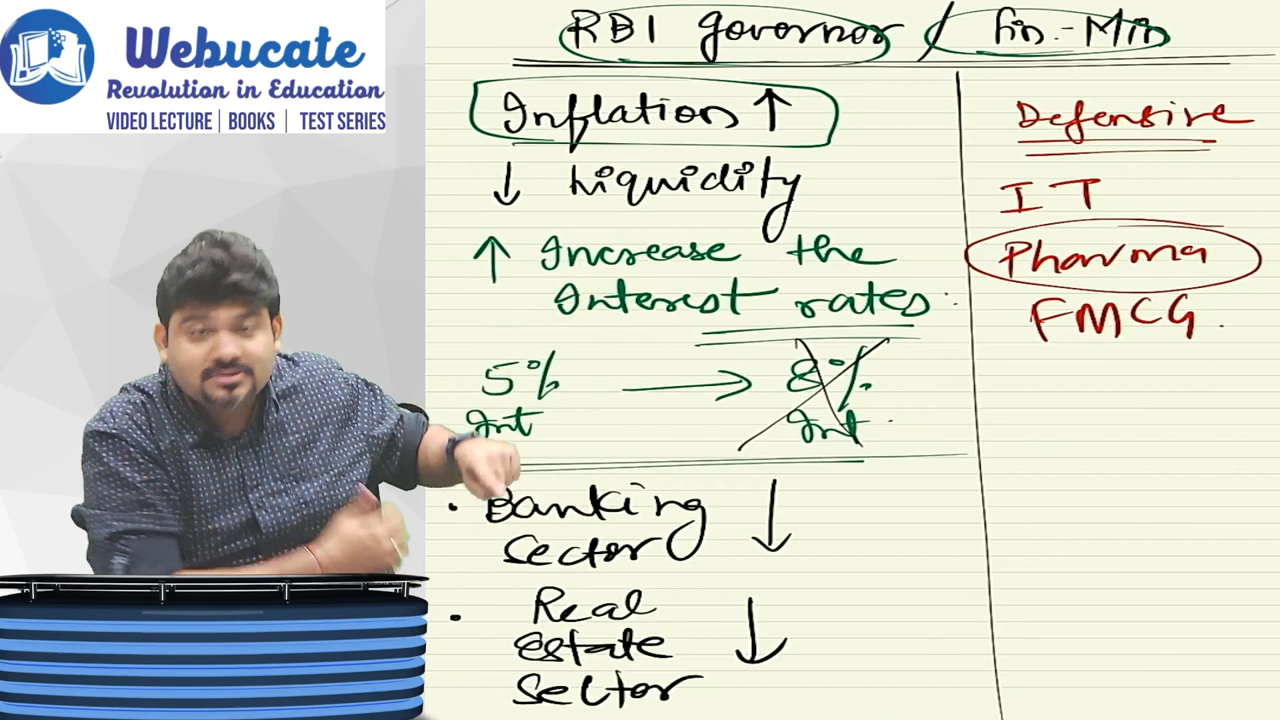 Webucate
Revolution in Education
VIDEO LECTURE | BOOKS | TEST SERIES
RBI governor / Fin.-Min
Inflation ↑
↓ Liquidity
↑ Increase the
Interest rates
5% → 8%
Int Int
• Banking ↓
Sector
• Real ↓
Estate
Sector
Defensive
IT
Pharma
FMCG